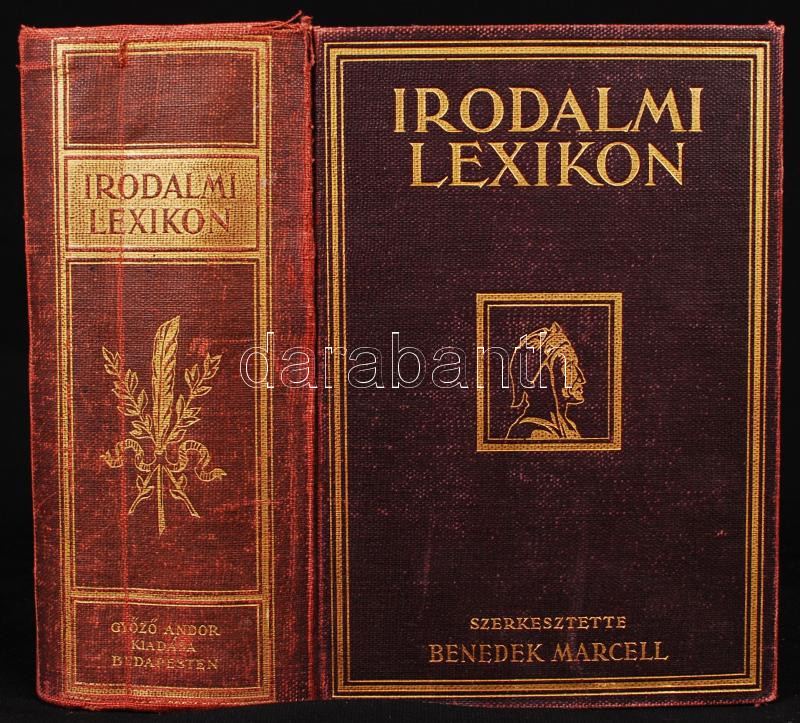 IRODALMI
LEXIKON
GYŐZŐ ANDOR
KIADÁSA
BUDAPESTEN
IRODALMI
LEXIKON
SZERKESZTETTE
BENEDEK MARCELL
darabanth